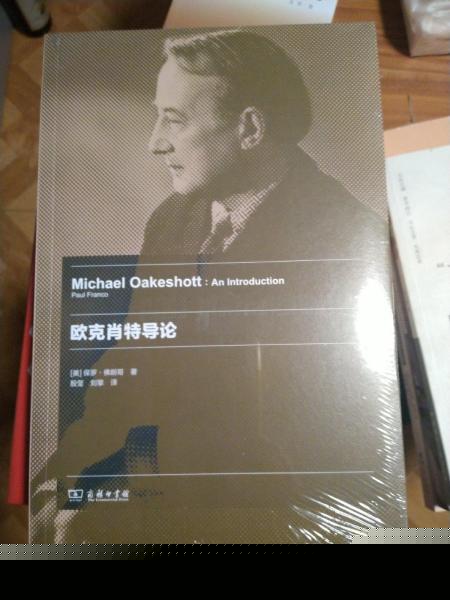 Michael Oakeshott : An Introduction
Paul Franco
欧克肖特导论
[美] 保罗·佛朗哥 著
殷莹 刘擎 译
商务印书馆
The Commercial Press